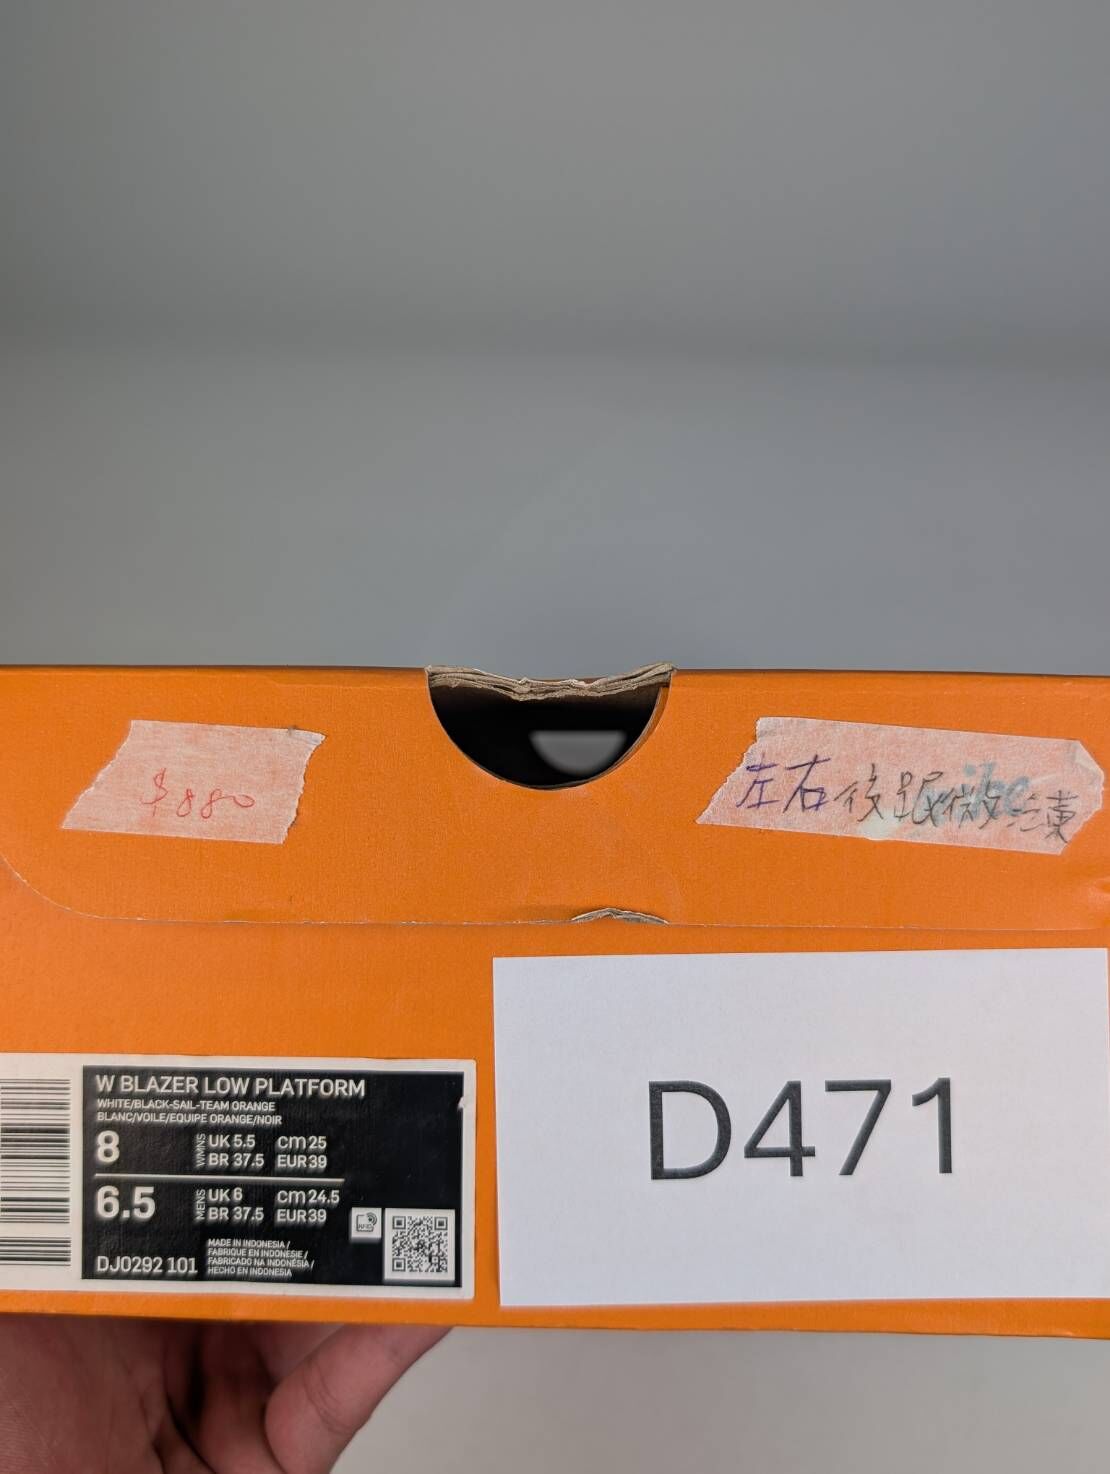 $880
左右後跟微泛黃
W BLAZER LOW PLATFORM
WHITE/BLACK-SAIL-TEAM ORANGE
BLANC/VOILE/EQUIPE ORANGE/NOIR
8 WMNS UK 5.5 cm 25
BR 37.5 EUR 39
6.5 MENS UK 6 cm 24.5
BR 37.5 EUR 39
MADE IN INDONESIA /
FABRIQUE EN INDONESIE /
FABRICADO NA INDONÉSIA /
HECHO EN INDONESIA
DJ0292 101
RFID
D471